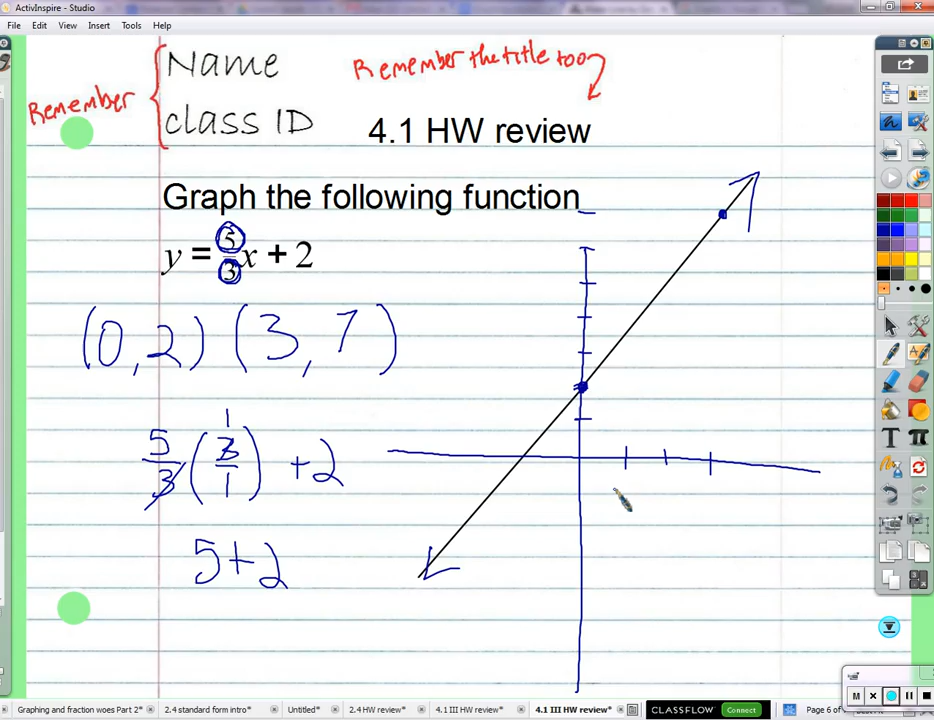 ActivInspire - Studio
File Edit View Insert Tools Help
Remember
Name
class ID
Remember the title too
4.1 HW review
Graph the following function
y = 5/3 x + 2
(0,2) (3,7)
5/3 (3/1) + 2
1
5+2
Graphing and fraction woes Part 2* 2.4 standard form intro* Untitled* 2.4 HW review* 4.1 III HW review* 4.1 III HW review*
CLASSFLOW Connect
Page 6 of
M